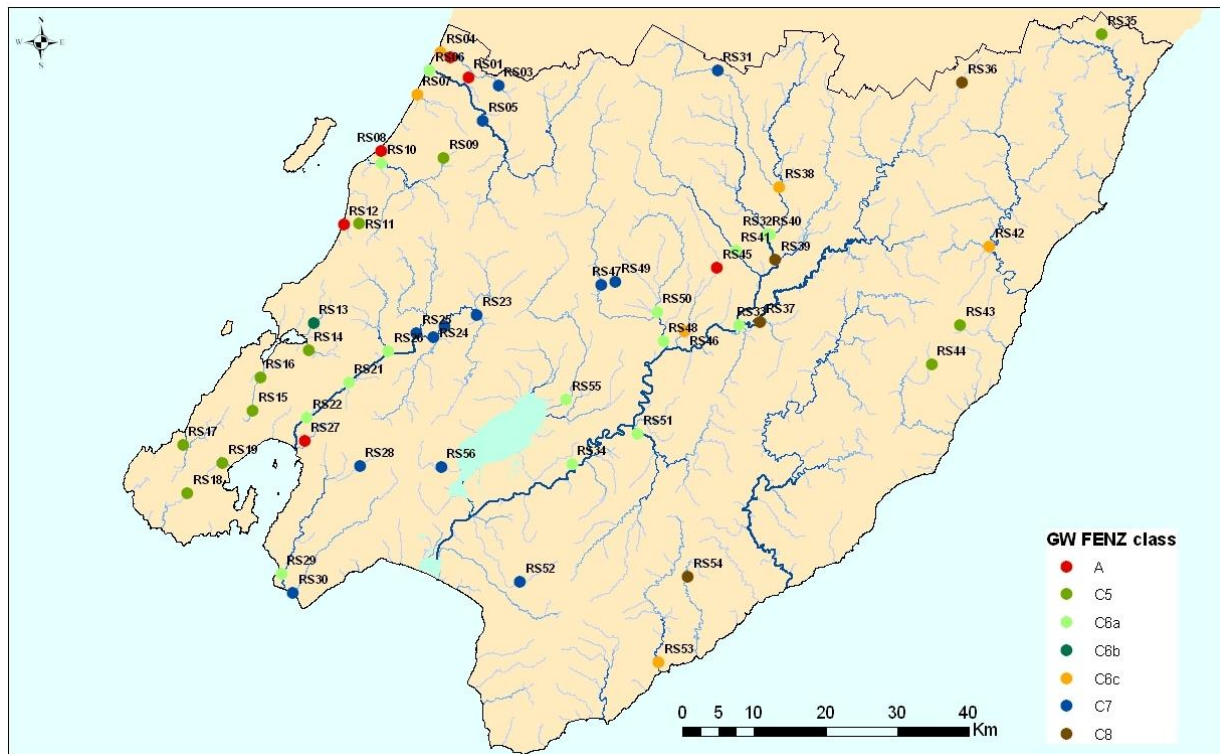 N
W E
S
RS04
RS06
RS01
RS03
RS07
RS05
RS31
RS35
RS36
RS08
RS10
RS09
RS38
RS12
RS11
RS32
RS40
RS41
RS39
RS45
RS42
RS47
RS49
RS50
RS23
RS13
RS25
RS24
RS14
RS26
RS48
RS46
RS33
RS37
RS43
RS44
RS16
RS21
RS15
RS22
RS55
RS27
RS51
RS17
RS19
RS28
RS56
RS34
RS18
RS29
RS30
RS52
RS54
RS53
GW FENZ class
A
C5
C6a
C6b
C6c
C7
C8
0 5 10 20 30 40
Km